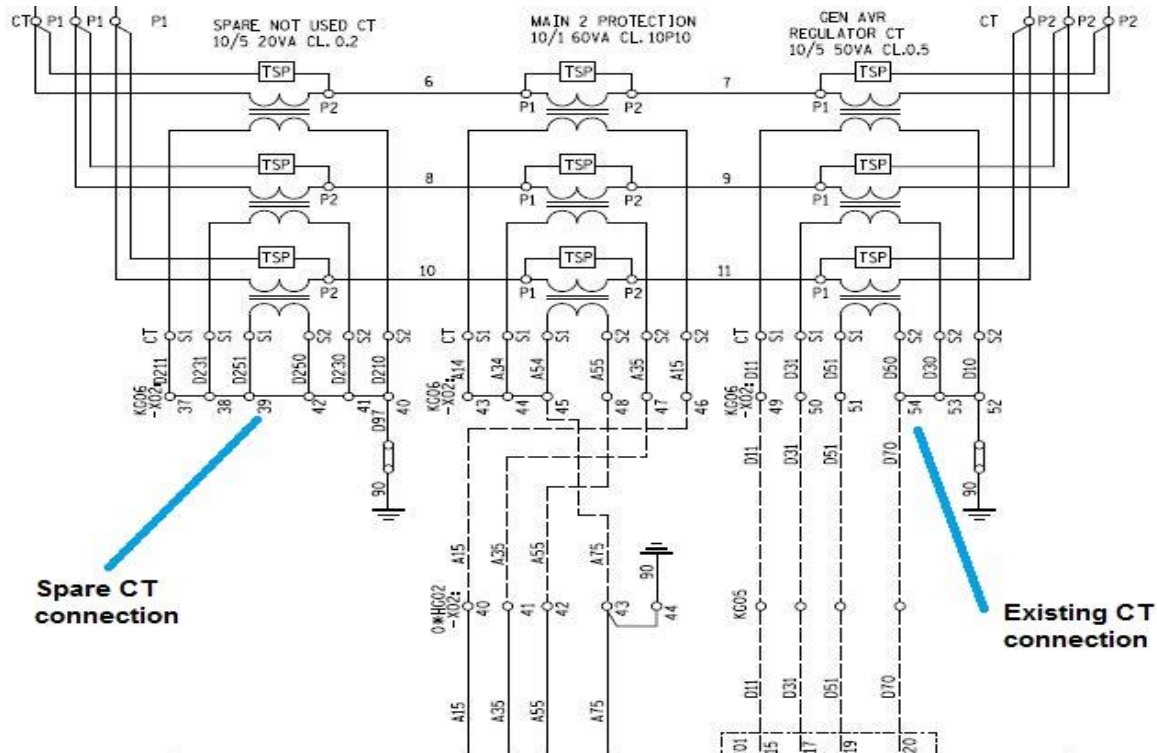 CT P1 P1 P1
SPARE NOT USED CT
10/5 20VA CL.0.2
MAIN 2 PROTECTION
10/1 60VA CL.10P10
GEN AVR
REGULATOR CT
10/5 50VA CL.0.5
CT P2 P2 P2
TSP TSP TSP
6 7
P2 P1 P2 P1
TSP TSP TSP
8 9
P2 P1 P2 P1
TSP TSP TSP
10 11
P2 P1 P2 P1
CT S1 S1 S1 S2 S2 S2
CT S1 S1 S1 S2 S2 S2
CT S1 S1 S1 S2 S2 S2
D211 D231 D251 D250 D230 D210
A14 A34 A54 A55 A35 A15
D11 D31 D51 D50 D30 D10
KG06
-X02:
37 38 39 42 41 40
KG06
-X02:
43 44 45 48 47 46
KG06
-X02:
49 50 51 54 53 52
D97
90
D11 D31 D51 D70
90
Spare CT
connection
A15 A35 A55 A75
90
0*HG02
-X02:
40 41 42 43 44
KG05
Existing CT
connection
A15 A35 A55 A75
D11 D31 D51 D70
01 15 17 19 20